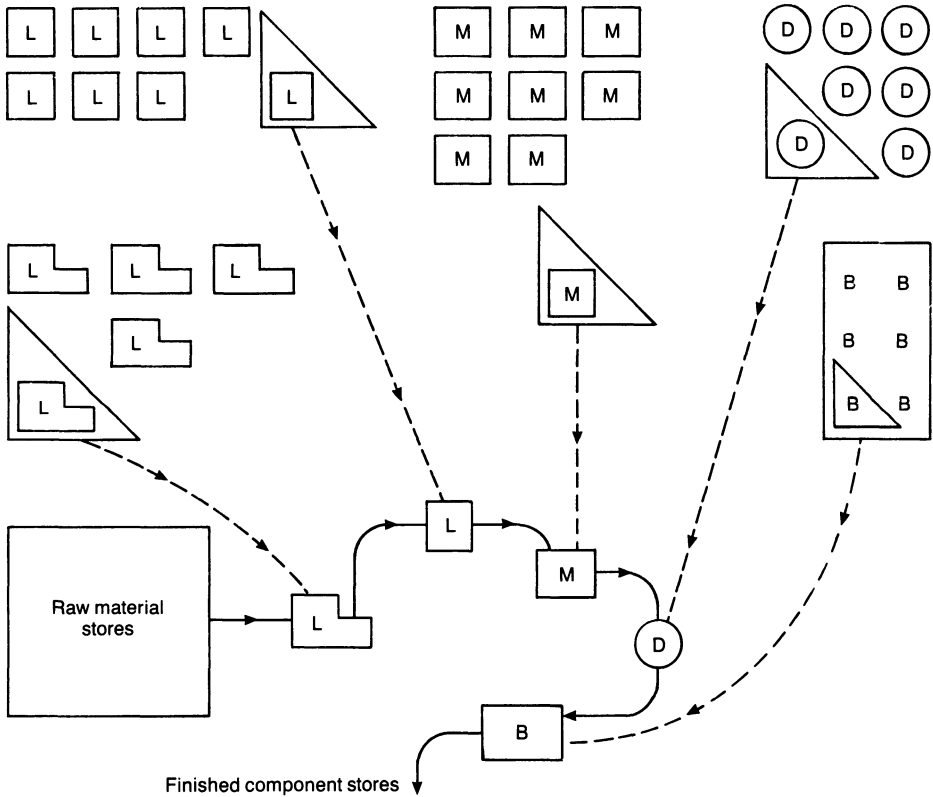 L L L L M M M D D D
L L L L M M M D D
D D
M M
L L L B B
M
L B B
L B B
L
M
Raw material
stores
L
D
B
Finished component stores